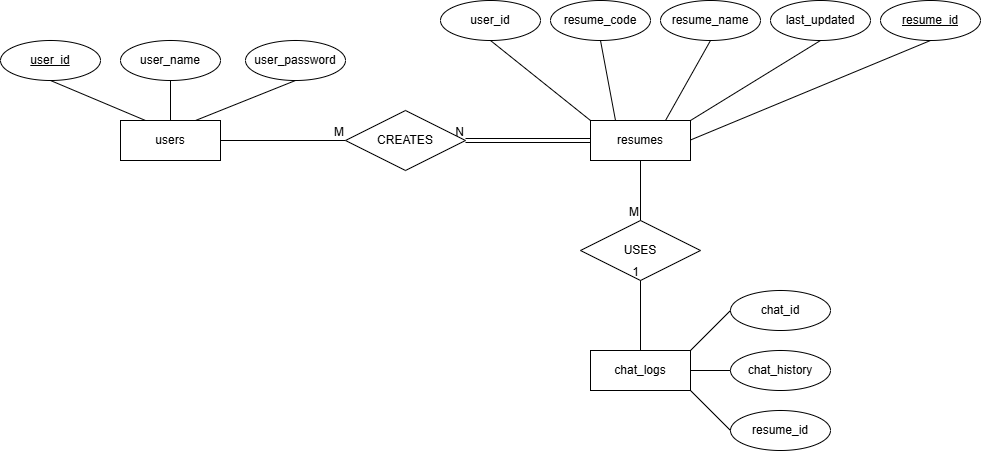 user_id
resume_code
resume_name
last_updated
resume_id
user_id
user_name
user_password
users
M
CREATES
N
resumes
M
USES
1
chat_logs
chat_id
chat_history
resume_id